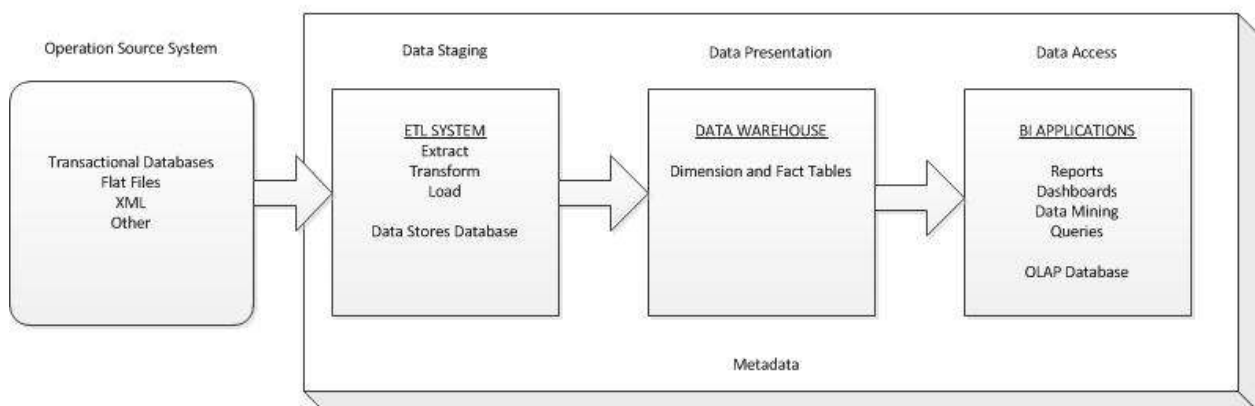 Operation Source System
Transactional Databases
Flat Files
XML
Other
Data Staging
ETL SYSTEM
Extract
Transform
Load
Data Stores Database
Data Presentation
DATA WAREHOUSE
Dimension and Fact Tables
Data Access
BI APPLICATIONS
Reports
Dashboards
Data Mining
Queries
OLAP Database
Metadata